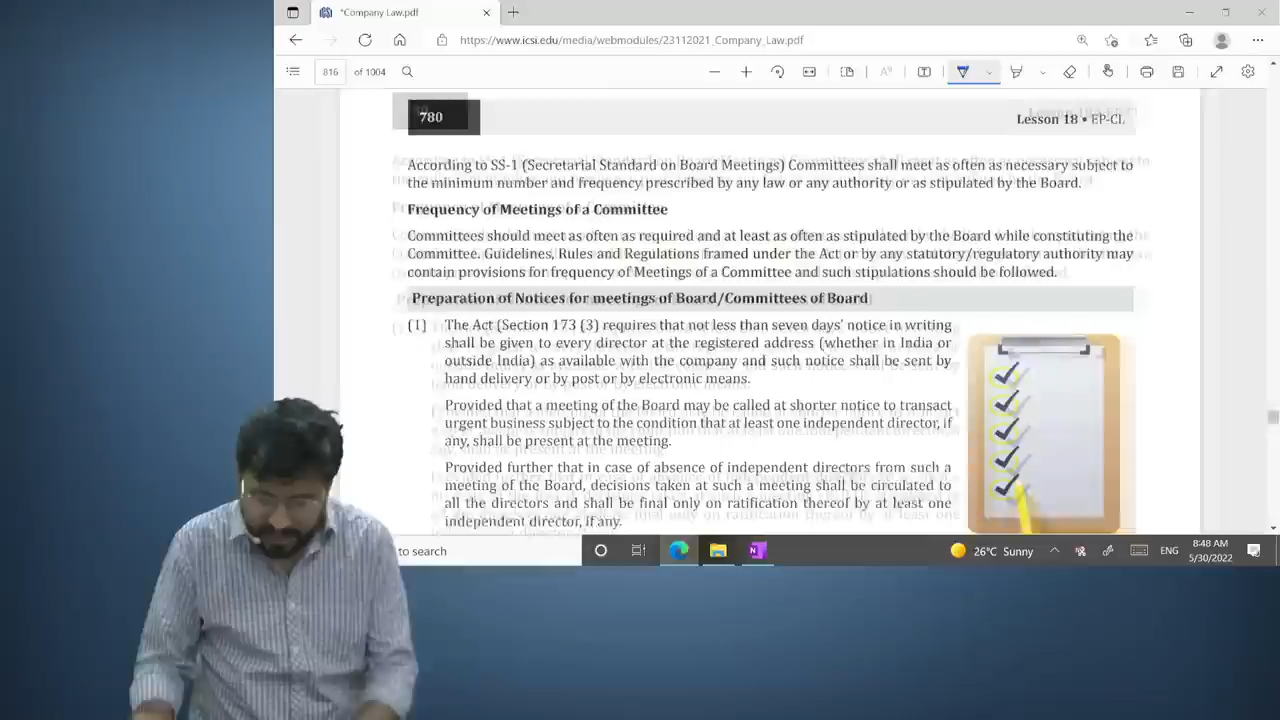 *Company Law.pdf
https://www.icsi.edu/media/webmodules/23112021_Company_Law.pdf
816 of 1004
780
Lesson 18 • EP-CL
According to SS-1 (Secretarial Standard on Board Meetings) Committees shall meet as often as necessary subject to
the minimum number and frequency prescribed by any law or any authority or as stipulated by the Board.
Frequency of Meetings of a Committee
Committees should meet as often as required and at least as often as stipulated by the Board while constituting the
Committee. Guidelines, Rules and Regulations framed under the Act or by any statutory/regulatory authority may
contain provisions for frequency of Meetings of a Committee and such stipulations should be followed.
Preparation of Notices for meetings of Board/Committees of Board
(1) The Act (Section 173 (3) requires that not less than seven days' notice in writing
shall be given to every director at the registered address (whether in India or
outside India) as available with the company and such notice shall be sent by
hand delivery or by post or by electronic means.
Provided that a meeting of the Board may be called at shorter notice to transact
urgent business subject to the condition that at least one independent director, if
any, shall be present at the meeting.
Provided further that in case of absence of independent directors from such a
meeting of the Board, decisions taken at such a meeting shall be circulated to
all the directors and shall be final only on ratification thereof by at least one
independent director, if any.
to search
26°C Sunny
ENG
8:48 AM
5/30/2022